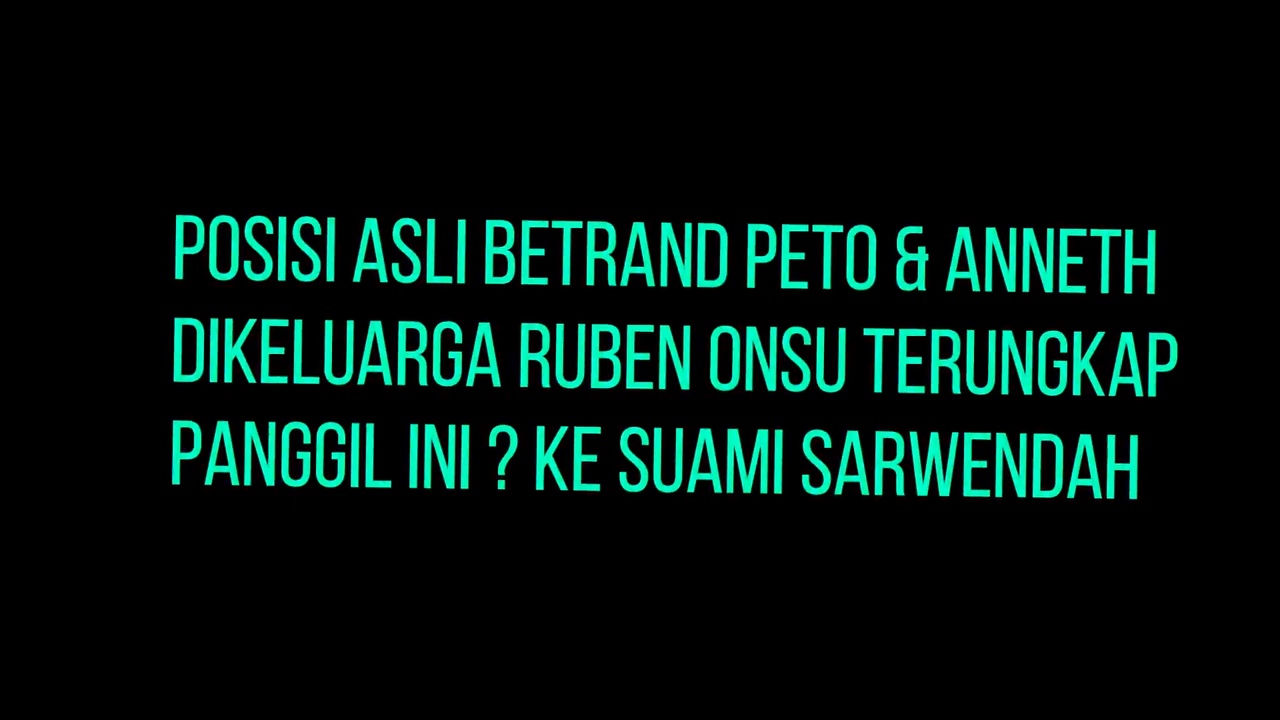 POSISI ASLI BETRAND PETO & ANNETH
DIKELUARGA RUBEN ONSU TERUNGKAP
PANGGIL INI ? KE SUAMI SARWENDAH